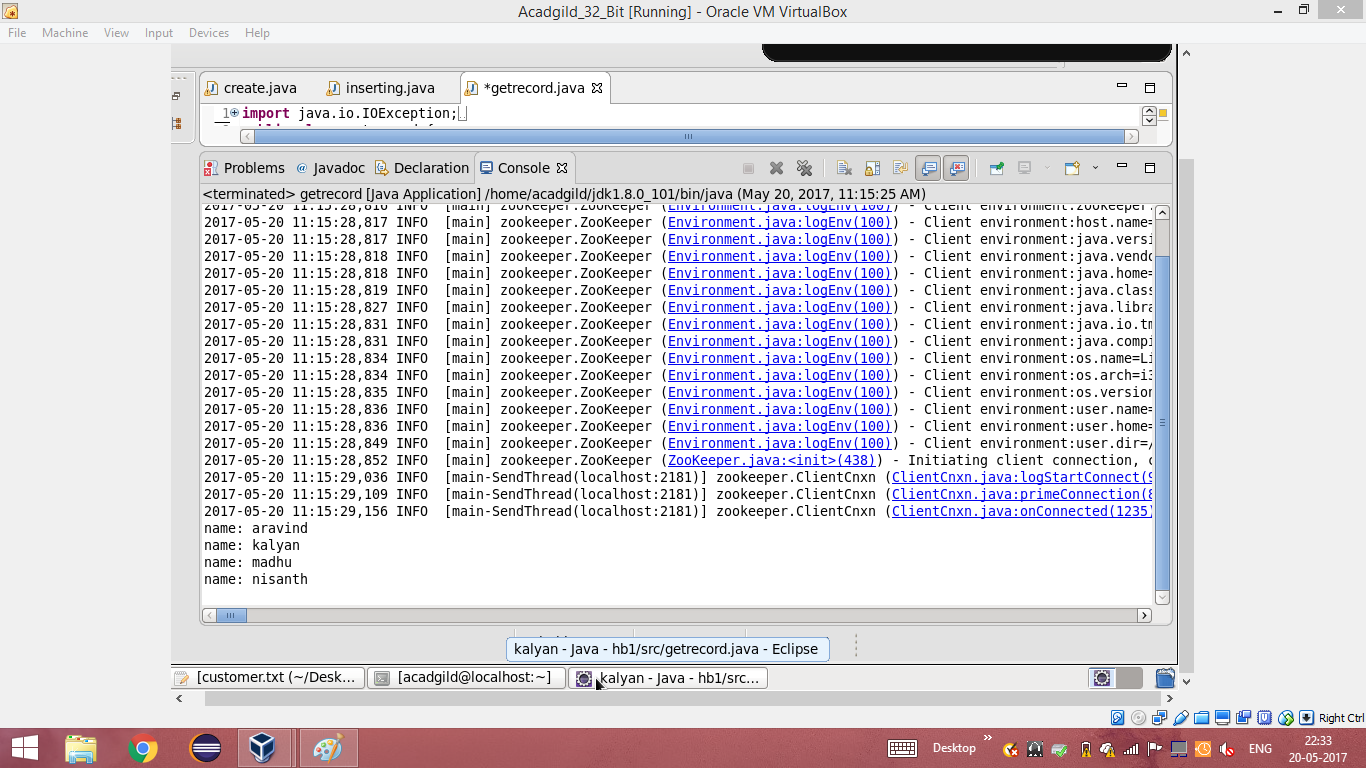 Acadgild_32_Bit [Running] - Oracle VM VirtualBox
File Machine View Input Devices Help
create.java inserting.java *getrecord.java
1 import java.io.IOException;
Problems @ Javadoc Declaration Console
<terminated> getrecord [Java Application] /home/acadgild/jdk1.8.0_101/bin/java (May 20, 2017, 11:15:25 AM)
2017-05-20 11:15:28,816 INFO [main] zookeeper.ZooKeeper (Environment.java:logEnv(100)) - Client environment:zookeeper.
2017-05-20 11:15:28,817 INFO [main] zookeeper.ZooKeeper (Environment.java:logEnv(100)) - Client environment:host.name=
2017-05-20 11:15:28,817 INFO [main] zookeeper.ZooKeeper (Environment.java:logEnv(100)) - Client environment:java.versi
2017-05-20 11:15:28,818 INFO [main] zookeeper.ZooKeeper (Environment.java:logEnv(100)) - Client environment:java.vendo
2017-05-20 11:15:28,818 INFO [main] zookeeper.ZooKeeper (Environment.java:logEnv(100)) - Client environment:java.home=
2017-05-20 11:15:28,819 INFO [main] zookeeper.ZooKeeper (Environment.java:logEnv(100)) - Client environment:java.class
2017-05-20 11:15:28,827 INFO [main] zookeeper.ZooKeeper (Environment.java:logEnv(100)) - Client environment:java.libra
2017-05-20 11:15:28,831 INFO [main] zookeeper.ZooKeeper (Environment.java:logEnv(100)) - Client environment:java.io.tm
2017-05-20 11:15:28,831 INFO [main] zookeeper.ZooKeeper (Environment.java:logEnv(100)) - Client environment:java.compi
2017-05-20 11:15:28,834 INFO [main] zookeeper.ZooKeeper (Environment.java:logEnv(100)) - Client environment:os.name=Li
2017-05-20 11:15:28,834 INFO [main] zookeeper.ZooKeeper (Environment.java:logEnv(100)) - Client environment:os.arch=i3
2017-05-20 11:15:28,835 INFO [main] zookeeper.ZooKeeper (Environment.java:logEnv(100)) - Client environment:os.version
2017-05-20 11:15:28,836 INFO [main] zookeeper.ZooKeeper (Environment.java:logEnv(100)) - Client environment:user.name=
2017-05-20 11:15:28,836 INFO [main] zookeeper.ZooKeeper (Environment.java:logEnv(100)) - Client environment:user.home=
2017-05-20 11:15:28,849 INFO [main] zookeeper.ZooKeeper (Environment.java:logEnv(100)) - Client environment:user.dir=/
2017-05-20 11:15:28,852 INFO [main] zookeeper.ZooKeeper (ZooKeeper.java:<init>(438)) - Initiating client connection, c
2017-05-20 11:15:29,036 INFO [main-SendThread(localhost:2181)] zookeeper.ClientCnxn (ClientCnxn.java:logStartConnect(9
2017-05-20 11:15:29,109 INFO [main-SendThread(localhost:2181)] zookeeper.ClientCnxn (ClientCnxn.java:primeConnection(8
2017-05-20 11:15:29,156 INFO [main-SendThread(localhost:2181)] zookeeper.ClientCnxn (ClientCnxn.java:onConnected(1235)
name: aravind
name: kalyan
name: madhu
name: nisanth
kalyan - Java - hb1/src/getrecord.java - Eclipse
[customer.txt (~/Desk... [acadgild@localhost:~] kalyan - Java - hb1/src...
Right Ctrl
Desktop » ENG 22:33
20-05-2017